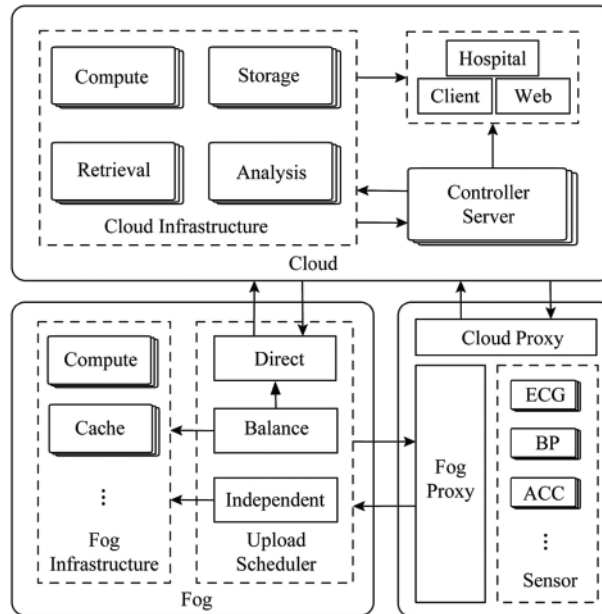 Compute
Storage
Hospital
Client
Web
Retrieval
Analysis
Controller
Server
Cloud Infrastructure
Cloud
Compute
Cache
⋮
Fog
Infrastructure
Direct
Balance
Independent
Upload
Scheduler
Fog
Cloud Proxy
Fog
Proxy
ECG
BP
ACC
⋮
Sensor